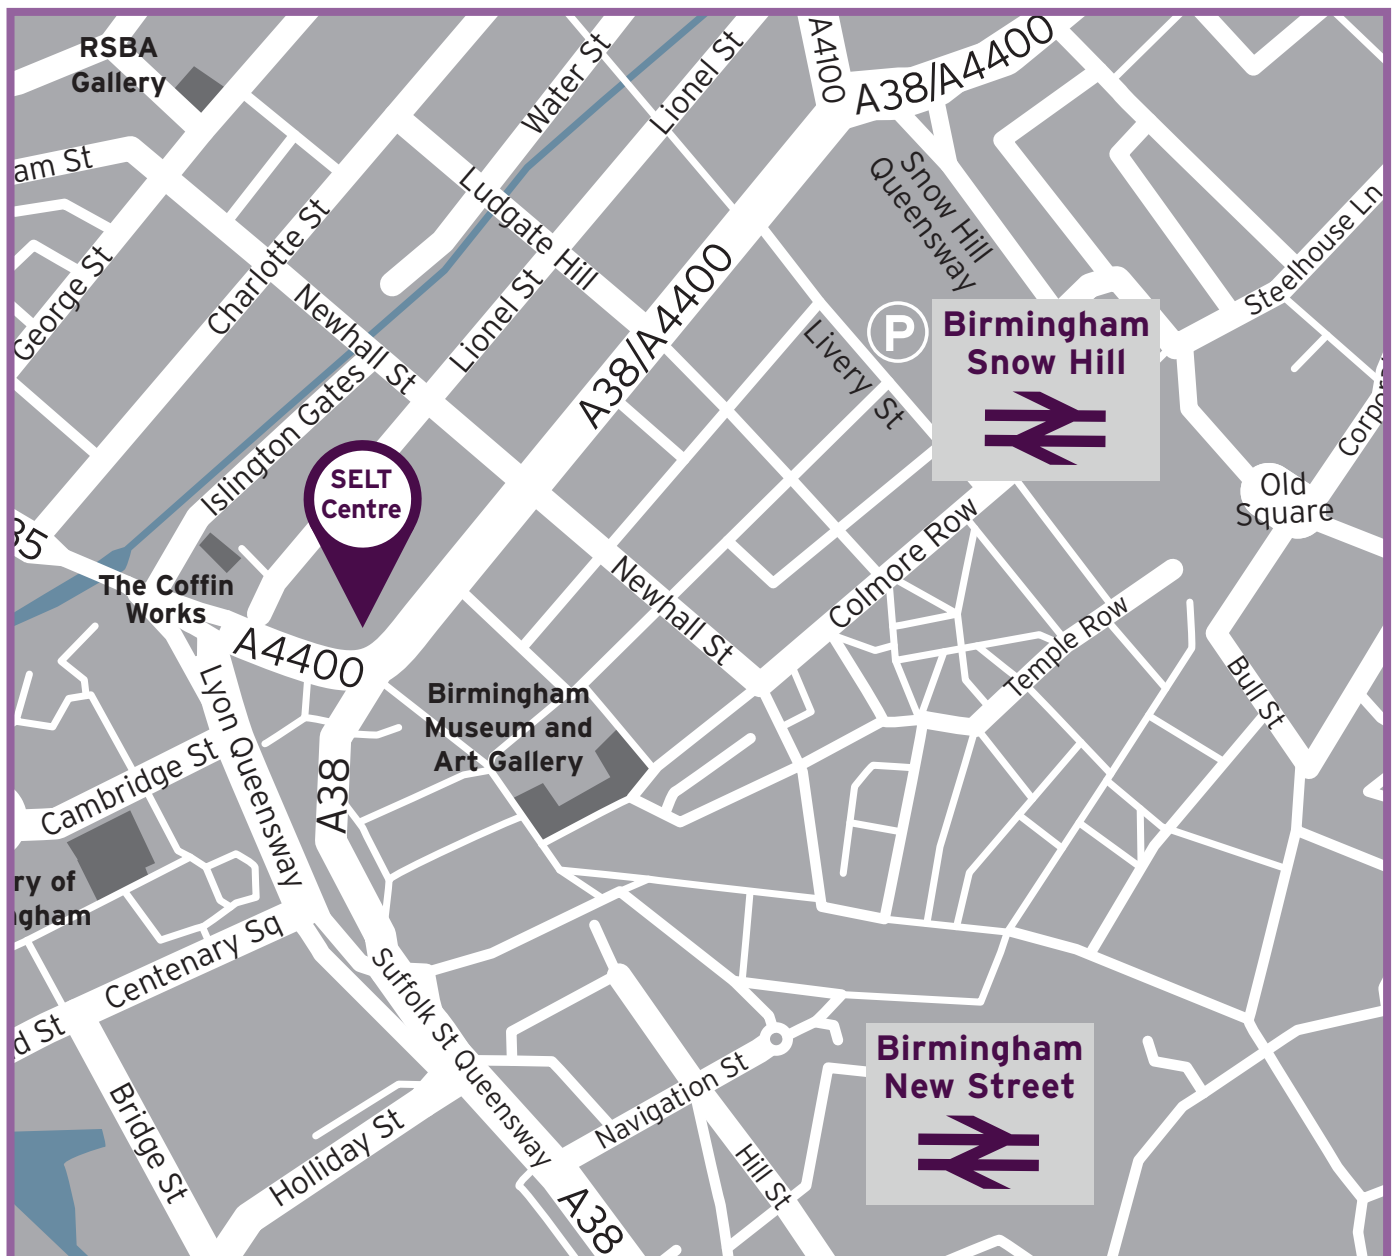 RSBA
Gallery
Water St
Lionel St
A4100
A38/A4400
am St
Ludgate Hill
Snow Hill
Queensway
Steelhouse Ln
George St
Charlotte St
Newhall St
Lionel St
A38/A4400
Livery St
P
Birmingham
Snow Hill
Islington Gates
SELT
Centre
Old
Square
The Coffin
Works
A4400
Newhall St
Colmore Row
Temple Row
Bull St
Lyon Queensway
Birmingham
Museum and
Art Gallery
A38
Cambridge St
ry of
gham
Centenary Sq
d St
Suffolk St Queensway
Bridge St
Holliday St
Navigation St
Birmingham
New Street
Hill St
A38